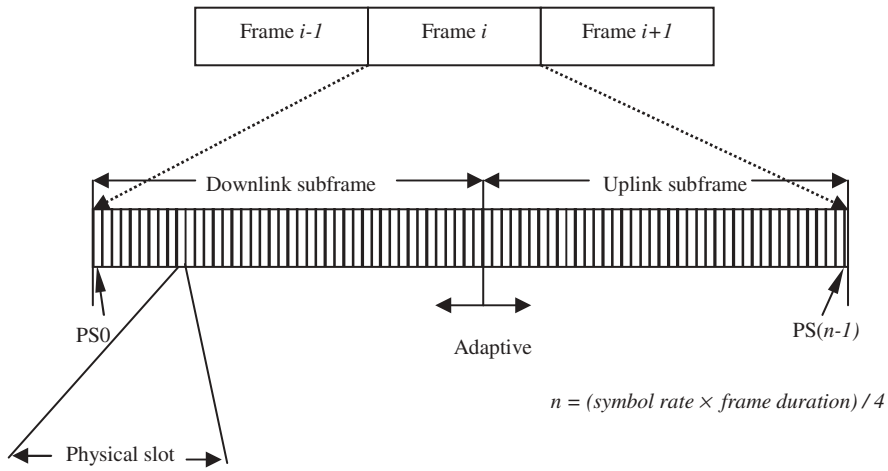 Frame i-1
Frame i
Frame i+1
Downlink subframe
Uplink subframe
PS0
PS(n-1)
Adaptive
n = (symbol rate × frame duration) / 4
Physical slot